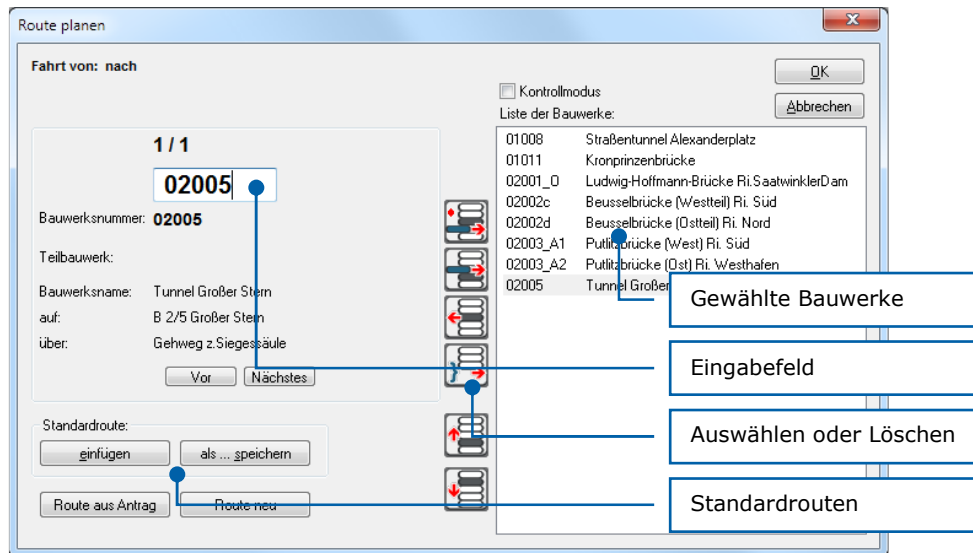 Route planen
x
Fahrt von: nach
OK
Kontrollmodus
Abbrechen
Liste der Bauwerke:
1 / 1
02005
Bauwerksnummer: 02005
Teilbauwerk:
Bauwerksname: Tunnel Großer Stern
auf: B 2/5 Großer Stern
über: Gehweg z.Siegessäule
Vor Nächstes
Standardroute:
einfügen als ... speichern
Route aus Antrag Route neu
01008 Straßentunnel Alexanderplatz
01011 Kronprinzenbrücke
02001_O Ludwig-Hoffmann-Brücke Ri.SaatwinklerDam
02002c Beusselbrücke (Westteil) Ri. Süd
02002d Beusselbrücke (Ostteil) Ri. Nord
02003_A1 Putlitzbrücke (West) Ri. Süd
02003_A2 Putlitzbrücke (Ost) Ri. Westhafen
02005 Tunnel Großer
Gewählte Bauwerke
Eingabefeld
Auswählen oder Löschen
Standardrouten